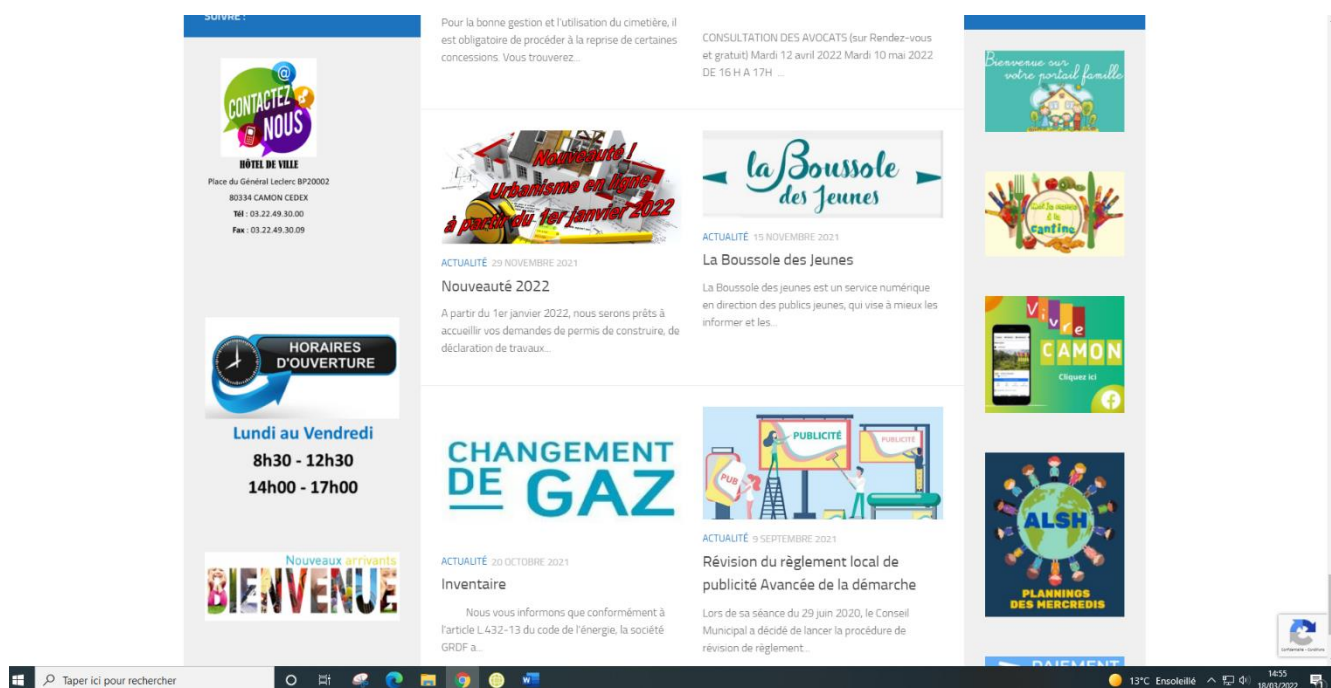 SUIVRE :
CONTACTEZ
NOUS
HÔTEL DE VILLE
Place du Général Leclerc BP20002
80334 CAMON CEDEX
Tél : 03.22.49.30.00
Fax : 03.22.49.30.09
HORAIRES
D'OUVERTURE
Lundi au Vendredi
8h30 - 12h30
14h00 - 17h00
Nouveaux arrivants
BIENVENUE
Pour la bonne gestion et l'utilisation du cimetière, il
est obligatoire de procéder à la reprise de certaines
concessions. Vous trouverez...
CONSULTATION DES AVOCATS (sur Rendez-vous
et gratuit) Mardi 12 avril 2022 Mardi 10 mai 2022
DE 16 H A 17H ...
Nouveauté !
Urbanisme en ligne
à partir du 1er janvier 2022
ACTUALITÉ 29 NOVEMBRE 2021
Nouveauté 2022
A partir du 1er janvier 2022, nous serons prêts à
accueillir vos demandes de permis de construire, de
déclaration de travaux...
la Boussole
des Jeunes
ACTUALITÉ 15 NOVEMBRE 2021
La Boussole des Jeunes
La Boussole des jeunes est un service numérique
en direction des publics jeunes, qui vise à mieux les
informer et les...
CHANGEMENT
DE GAZ
ACTUALITÉ 20 OCTOBRE 2021
Inventaire
Nous vous informons que conformément à
l'article L.432-13 du code de l'énergie, la société
GRDF a...
PUBLICITÉ
PUBLICITÉ
PUB
ACTUALITÉ 9 SEPTEMBRE 2021
Révision du règlement local de
publicité Avancée de la démarche
Lors de sa séance du 29 juin 2020, le Conseil
Municipal a décidé de lancer la procédure de
révision de règlement...
Bienvenue sur
votre portail famille
à la
cantine
Vivre
CAMON
Cliquez ici
ALSH
PLANNINGS
DES MERCREDIS
PAIEMENT
Taper ici pour rechercher
13°C Ensoleillé
14:55
18/03/2022